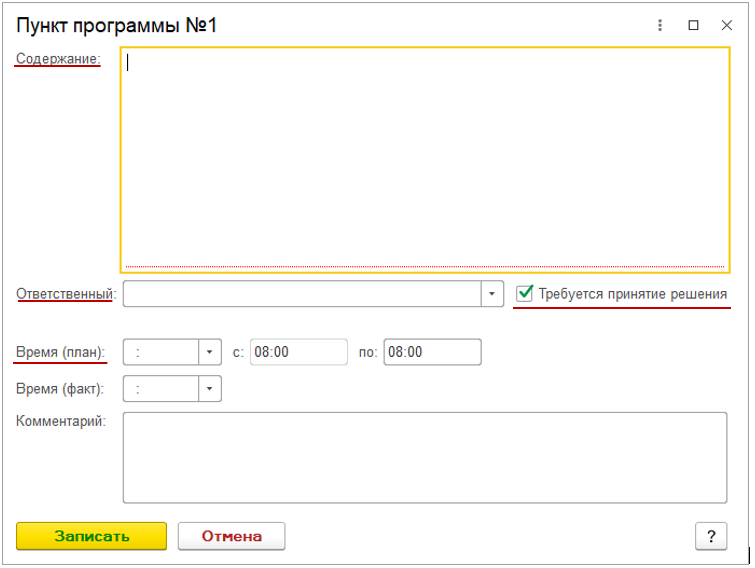 Пункт программы №1
Содержание:
Ответственный: Требуется принятие решения
Время (план): : с: 08:00 по: 08:00
Время (факт): :
Комментарий:
Записать Отмена ?